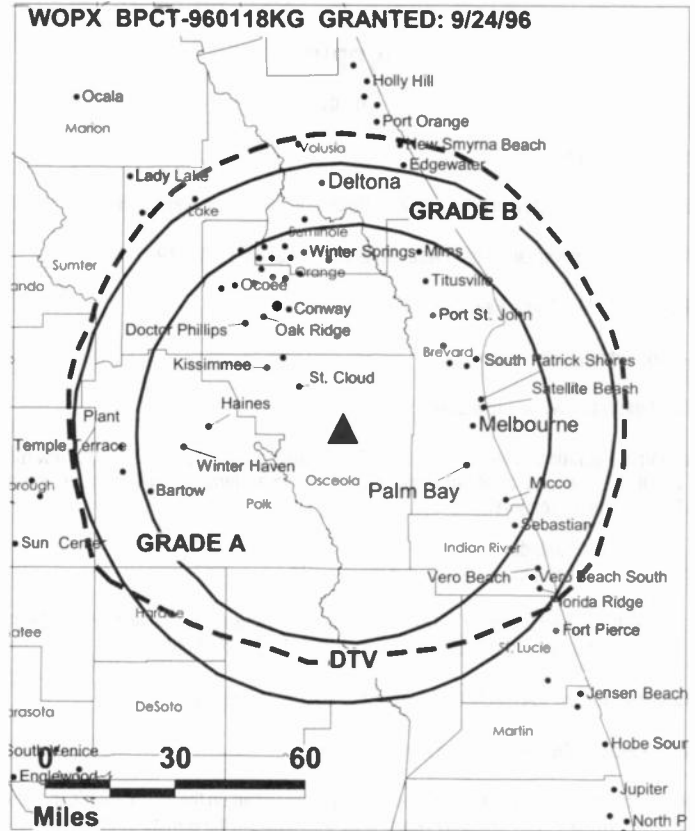 WOPX BPCT-960118KG GRANTED: 9/24/96
Holly Hill
Ocala
Port Orange
Marion
New Smyrna Beach
Volusia
Edgewater
Lady Lake
Deltona
Lake
GRADE B
Seminole
Winter Springs
Mims
Sumter
Orange
Titusville
Ocoee
Conway
Port St. John
Doctor Phillips
Oak Ridge
Brevard
South Patrick Shores
Kissimmee
St. Cloud
Satellite Beach
Haines
Plant
Melbourne
Temple Terrace
Winter Haven
Osceola
Palm Bay
Micco
Bartow
Polk
Sebastian
Sun Center
GRADE A
Indian River
Vero Beach
Vero Beach South
Hardee
Florida Ridge
Fort Pierce
St. Lucie
DTV
Jensen Beach
DeSoto
Martin
Hobe Sour
South Venice
0 30 60
Englewood
Jupiter
Miles
North P